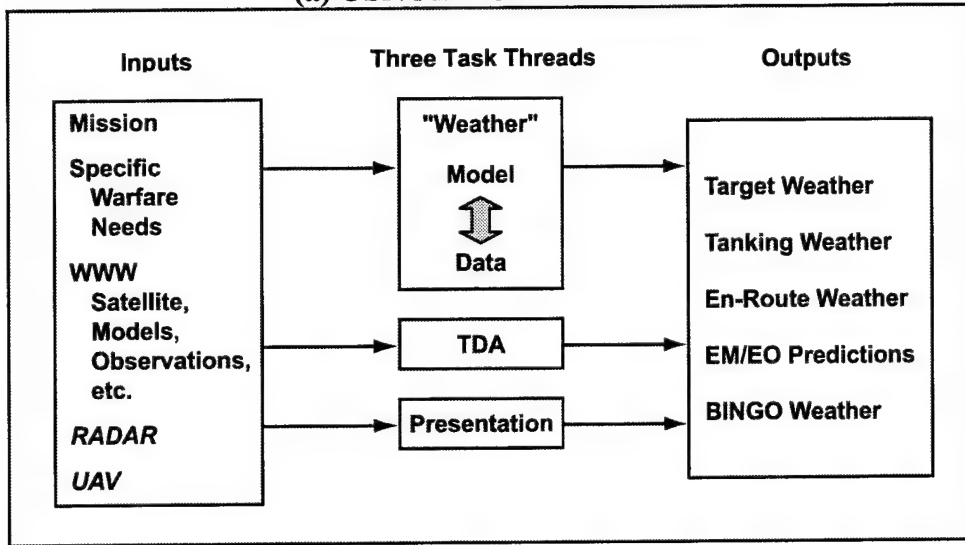 (a)
Inputs
Three Task Threads
Outputs
Mission
Specific
Warfare
Needs
WWW
Satellite,
Models,
Observations,
etc.
RADAR
UAV
"Weather"
Model
Data
TDA
Presentation
Target Weather
Tanking Weather
En-Route Weather
EM/EO Predictions
BINGO Weather